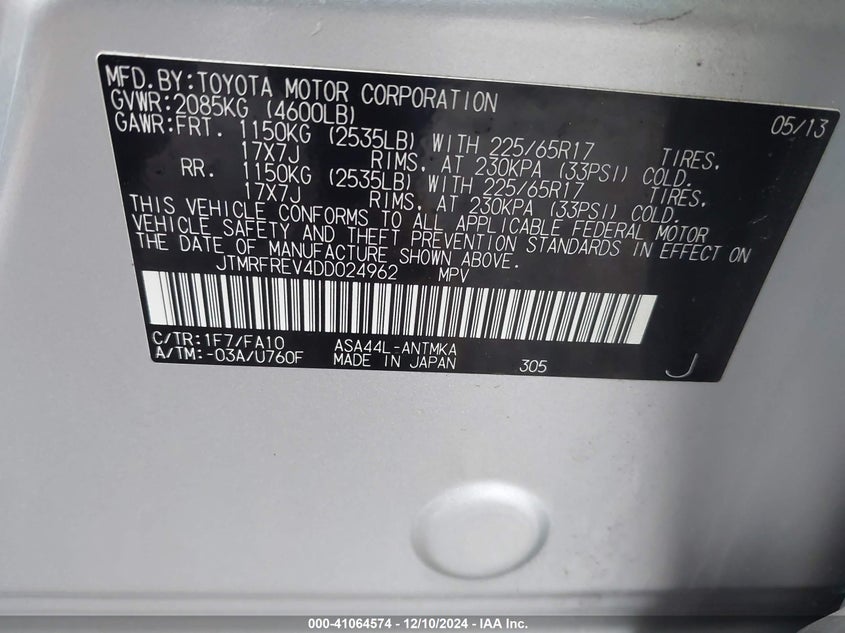 MFD.BY:TOYOTA MOTOR CORPORATION 05/13
GVWR:2085KG (4600LB)
GAWR:FRT. 1150KG (2535LB) WITH 225/65R17 TIRES,
17X7J RIMS, AT 230KPA (33PSI) COLD.
RR. 1150KG (2535LB) WITH 225/65R17 TIRES,
17X7J RIMS, AT 230KPA (33PSI) COLD.
THIS VEHICLE CONFORMS TO ALL APPLICABLE FEDERAL MOTOR
VEHICLE SAFETY AND THEFT PREVENTION STANDARDS IN EFFECT ON
THE DATE OF MANUFACTURE SHOWN ABOVE.
JTMRFREV4DD024962 MPV
C/TR:1F7/FA10 ASA44L-ANTMKA
A/TM:-03A/U760F MADE IN JAPAN 305 J
000-41064574 - 12/10/2024 - IAA Inc.